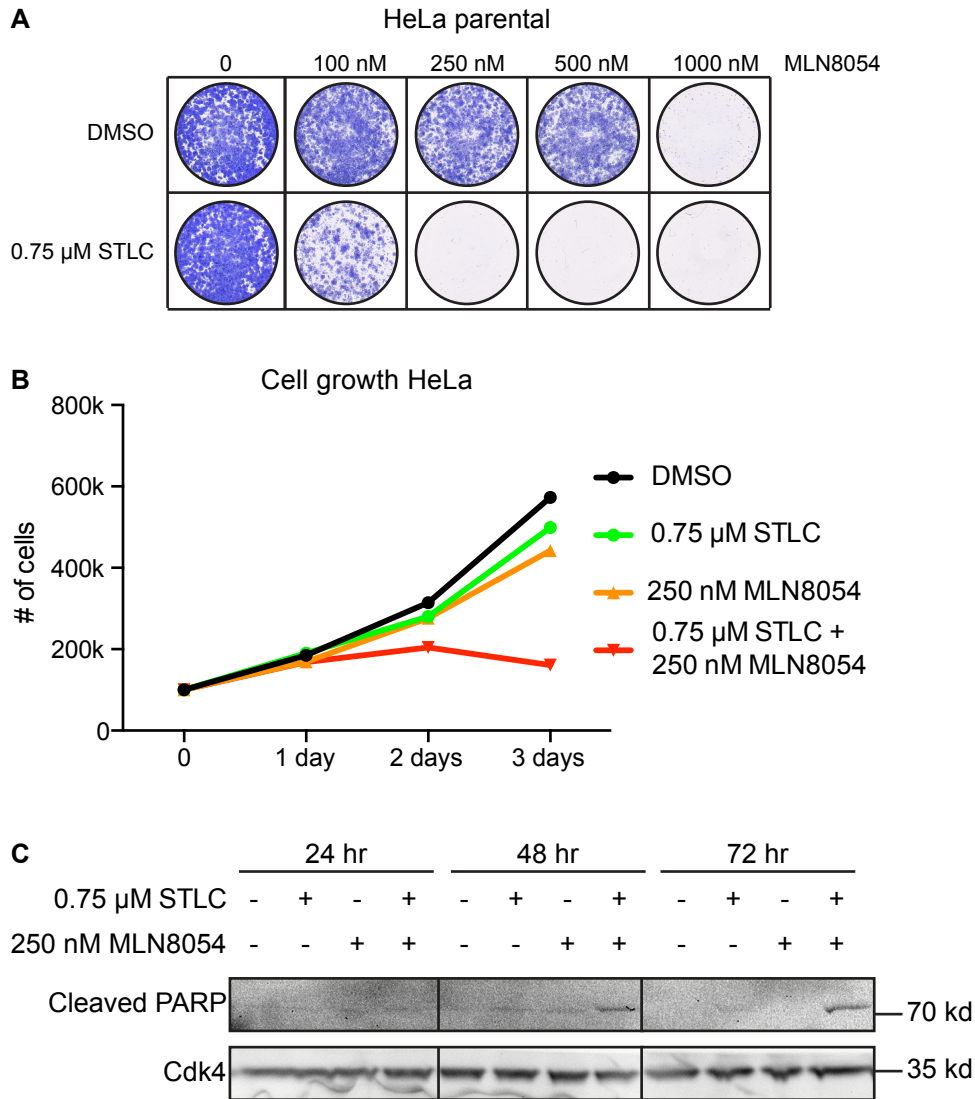 A
HeLa parental
0 100 nM 250 nM 500 nM 1000 nM MLN8054
DMSO
0.75 µM STLC
B
Cell growth HeLa
800k
600k
400k
200k
0
# of cells
0 1 day 2 days 3 days
DMSO
0.75 µM STLC
250 nM MLN8054
0.75 µM STLC +
250 nM MLN8054
C
24 hr 48 hr 72 hr
0.75 µM STLC - + - + - + - + - + - +
250 nM MLN8054 - - + + - - + + - - + +
Cleaved PARP 70 kd
Cdk4 35 kd